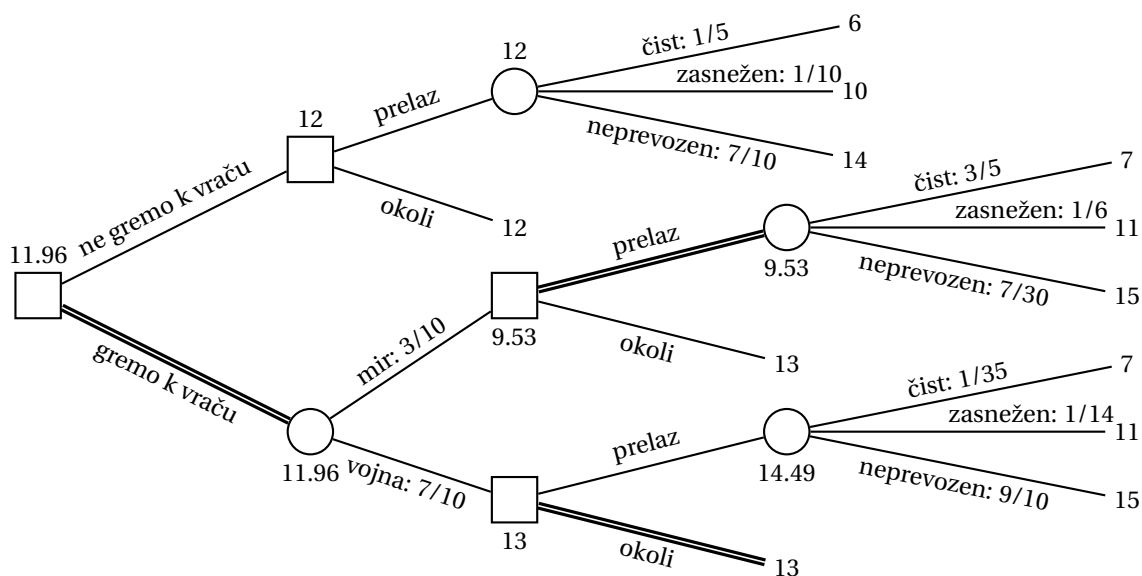 čist: 1/5
6
12
zasnežen: 1/10
10
prelaz
12
neprevozen: 7/10
14
ne gremo k vraču
okoli
12
čist: 3/5
7
zasnežen: 1/6
11
prelaz
9.53
neprevozen: 7/30
15
11.96
9.53
mir: 3/10
okoli
13
gremo k vraču
čist: 1/35
7
zasnežen: 1/14
11
prelaz
14.49
neprevozen: 9/10
15
11.96
vojna: 7/10
13
okoli
13